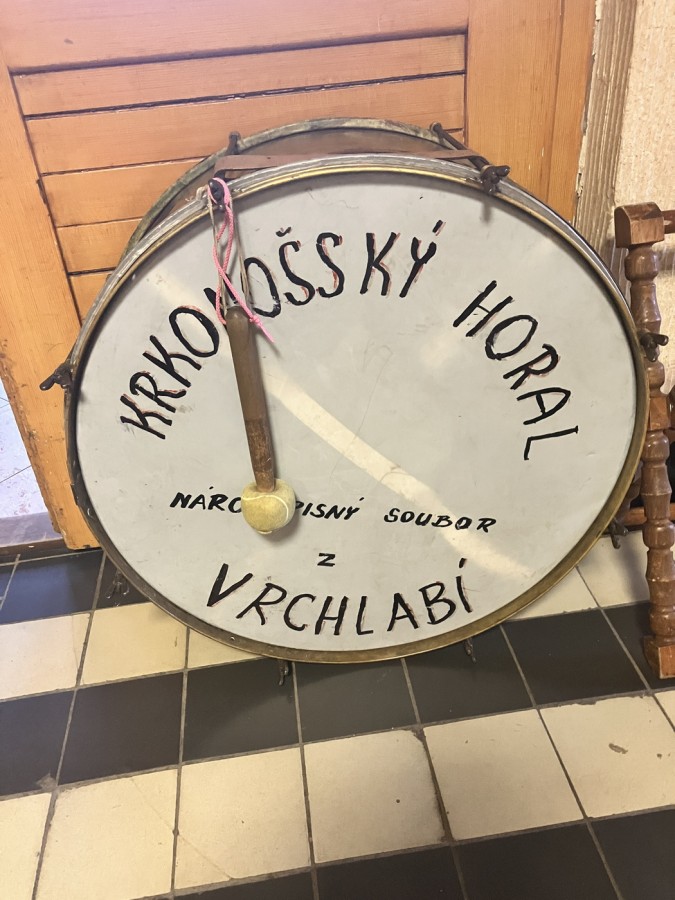 KRKONOŠSKÝ HORAL
NÁRODOPISNÝ SOUBOR
Z
VRCHLABÍ